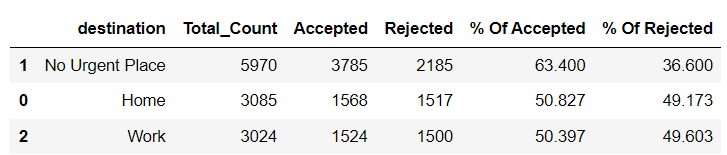 destination Total_Count Accepted Rejected % Of Accepted % Of Rejected
1 No Urgent Place 5970 3785 2185 63.400 36.600
0 Home 3085 1568 1517 50.827 49.173
2 Work 3024 1524 1500 50.397 49.603